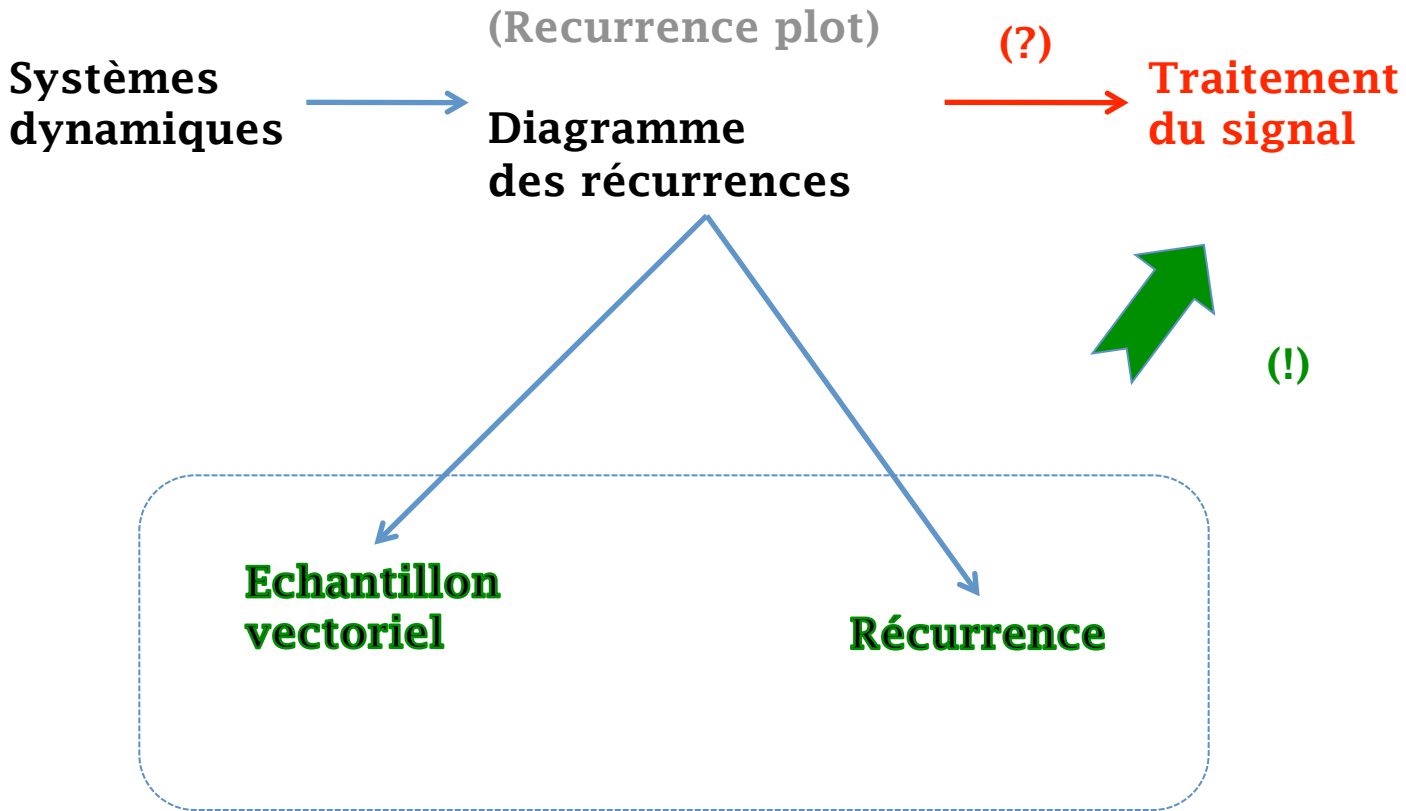 (Recurrence plot)
(?)
Systèmes
dynamiques
Diagramme
des récurrences
Traitement
du signal
(!)
Echantillon
vectoriel
Récurrence